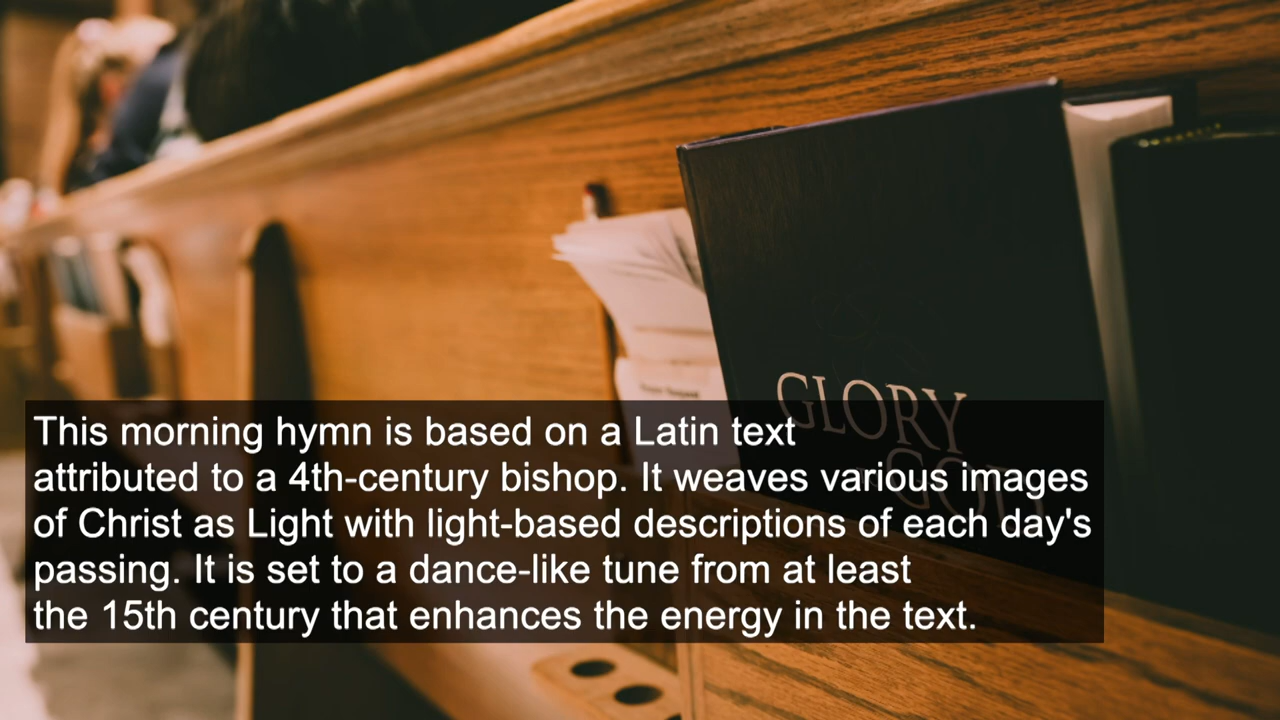 GLORY
This morning hymn is based on a Latin text
attributed to a 4th-century bishop. It weaves various images
of Christ as Light with light-based descriptions of each day's
passing. It is set to a dance-like tune from at least
the 15th century that enhances the energy in the text.